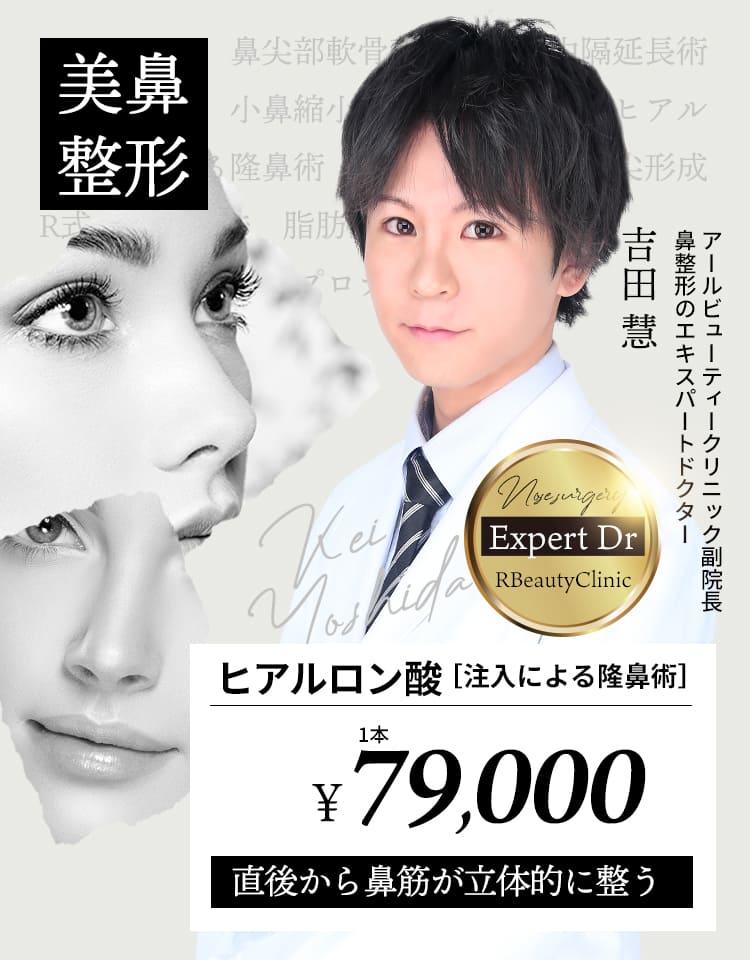 美鼻
整形
鼻尖部軟骨
中隔延長術
小鼻縮小
ヒアル
隆鼻術
尖形成
R式
脂肪
プロ
吉田 慧
アールビューティークリニック副院長
鼻整形のエキスパートドクター
Nosesurgery
Expert Dr
RBeautyClinic
Kei
Yoshida
ヒアルロン酸［注入による隆鼻術］
1本
¥79,000
直後から鼻筋が立体的に整う